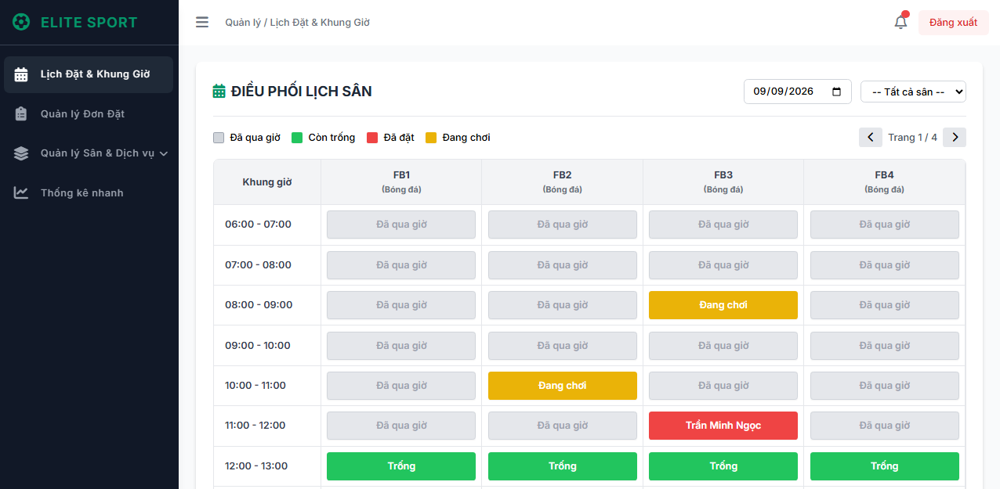 ELITE SPORT
Quản lý / Lịch Đặt & Khung Giờ
Đăng xuất
Lịch Đặt & Khung Giờ
Quản lý Đơn Đặt
Quản lý Sân & Dịch vụ
Thống kê nhanh
ĐIỀU PHỐI LỊCH SÂN
09/09/2026
-- Tất cả sân --
Đã qua giờ Còn trống Đã đặt Đang chơi
Trang 1 / 4
Khung giờ FB1 FB2 FB3 FB4
(Bóng đá) (Bóng đá) (Bóng đá) (Bóng đá)
06:00 - 07:00 Đã qua giờ Đã qua giờ Đã qua giờ Đã qua giờ
07:00 - 08:00 Đã qua giờ Đã qua giờ Đã qua giờ Đã qua giờ
08:00 - 09:00 Đã qua giờ Đã qua giờ Đang chơi Đã qua giờ
09:00 - 10:00 Đã qua giờ Đã qua giờ Đã qua giờ Đã qua giờ
10:00 - 11:00 Đã qua giờ Đang chơi Đã qua giờ Đã qua giờ
11:00 - 12:00 Đã qua giờ Đã qua giờ Trần Minh Ngọc Đã qua giờ
12:00 - 13:00 Trống Trống Trống Trống